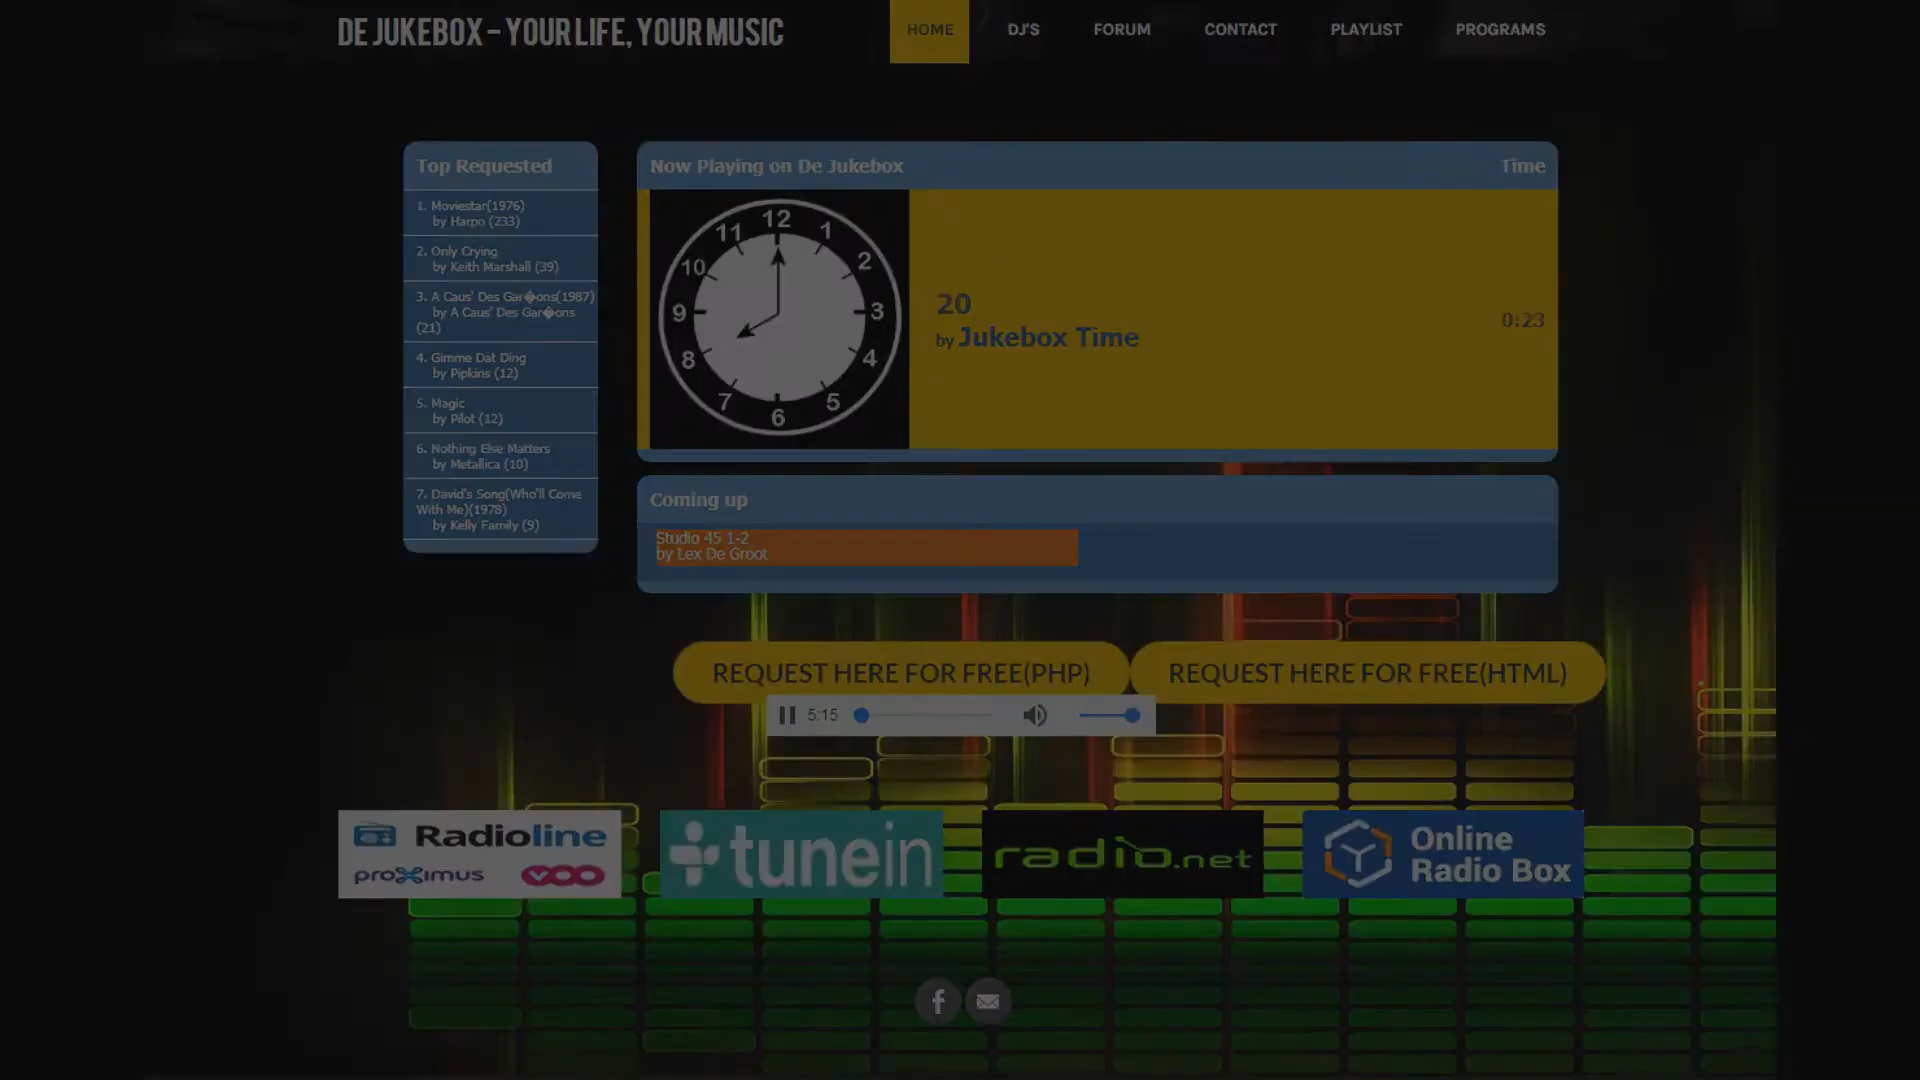 DE JUKEBOX – YOUR LIFE, YOUR MUSIC
HOME
DJ'S
FORUM
CONTACT
PLAYLIST
PROGRAMS
Top Requested
1. Moviestar(1976)
by Harpo (233)
2. Only Crying
by Keith Marshall (39)
3. A Caus' Des Gar�ons(1987)
by A Caus' Des Gar�ons
(21)
4. Gimme Dat Ding
by Pipkins (12)
5. Magic
by Pilot (12)
6. Nothing Else Matters
by Metallica (10)
7. David's Song(Who'll Come
With Me)(1978)
by Kelly Family (9)
Now Playing on De Jukebox
Time
12
1
2
3
4
5
6
7
8
9
10
11
20
by Jukebox Time
0:23
Coming up
Studio 45 1-2
by Lex De Groot
REQUEST HERE FOR FREE(PHP)
REQUEST HERE FOR FREE(HTML)
5:15
Radioline
proximus
VOO
tunein
radio.net
Online
Radio Box
f